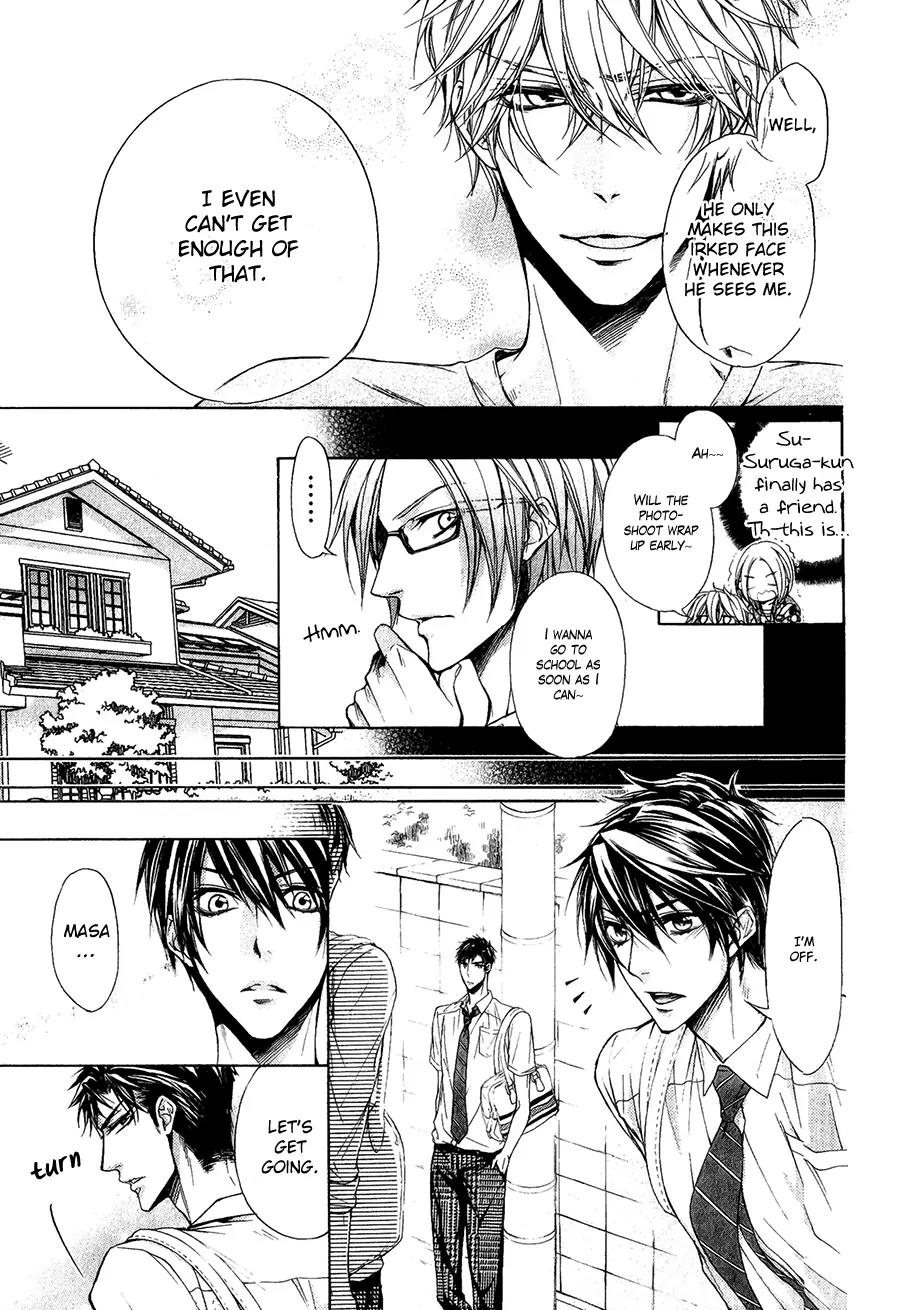 WELL,
HE ONLY
MAKES THIS
IRKED FACE
WHENEVER
HE SEES ME.
I EVEN
CAN'T GET
ENOUGH OF
THAT.
Su-
Suruga-kun
finally has
a friend.
Th-this is...
AH~~
WILL THE
PHOTO-
SHOOT WRAP
UP EARLY~
I WANNA
GO TO
SCHOOL AS
SOON AS I
CAN~
......
Hmm.
I'M
OFF.
MASA
...
LET'S
GET
GOING.
turn